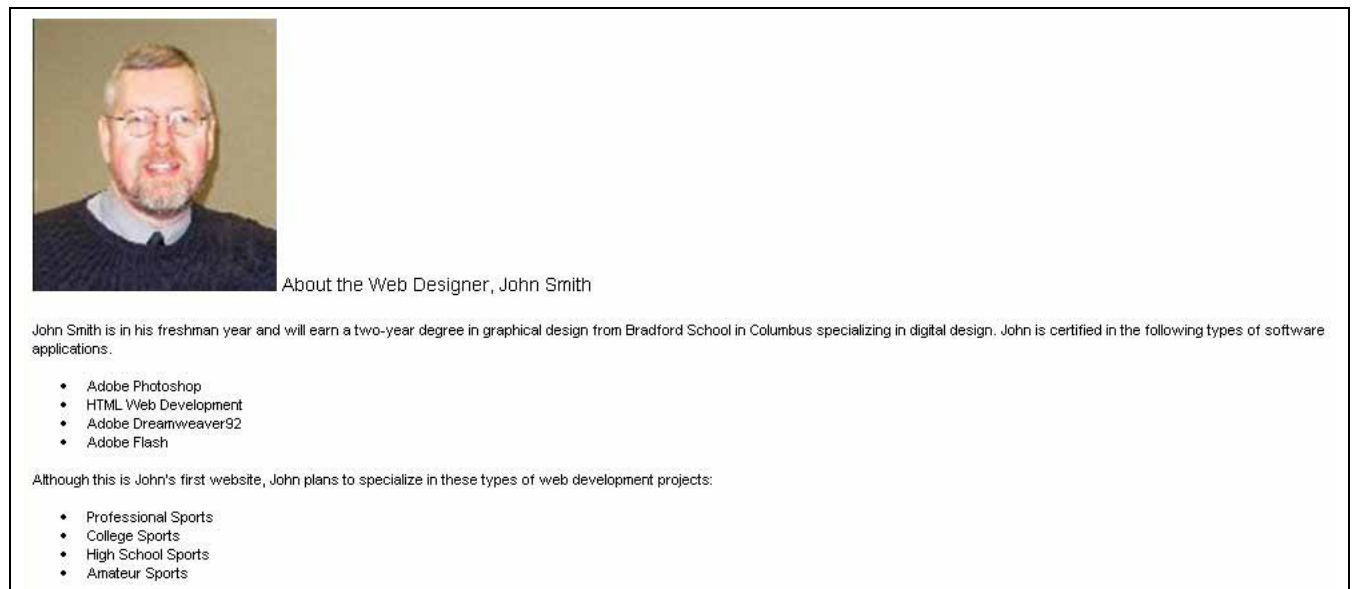 About the Web Designer, John Smith
John Smith is in his freshman year and will earn a two-year degree in graphical design from Bradford School in Columbus specializing in digital design. John is certified in the following types of software
applications.
• Adobe Photoshop
• HTML Web Development
• Adobe Dreamweaver92
• Adobe Flash
Although this is John's first website, John plans to specialize in these types of web development projects:
• Professional Sports
• College Sports
• High School Sports
• Amateur Sports